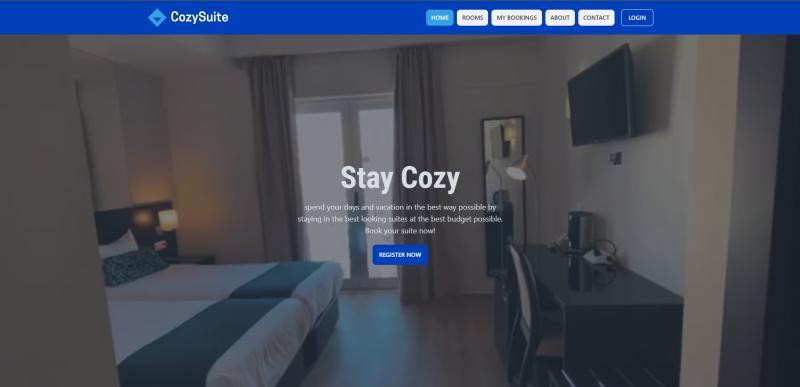 CozySuite
HOME
ROOMS
MY BOOKINGS
ABOUT
CONTACT
LOGIN
Stay Cozy
spend your days and vacation in the best way possible by
staying in the best looking suites at the best budget possible.
Book your suite now!
REGISTER NOW